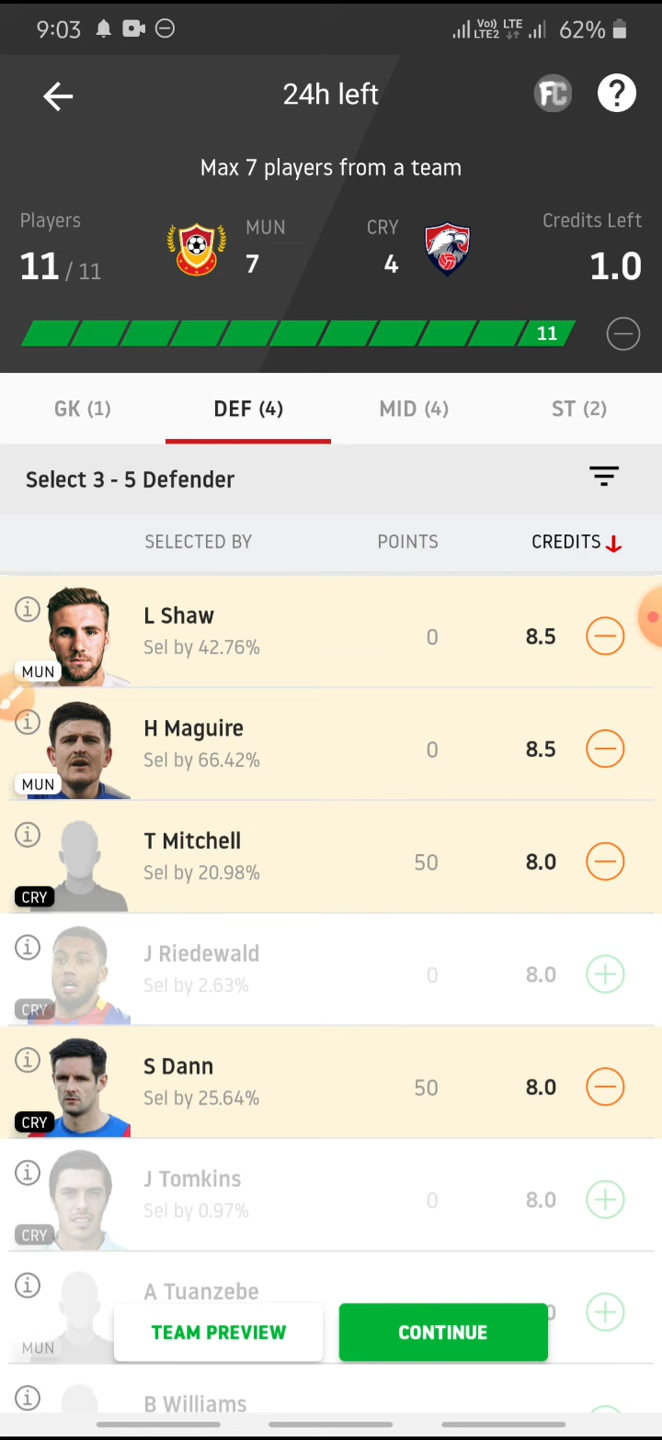 9:03 Vo)) LTE LTE2 62%
24h left FC ?
Max 7 players from a team
Players MUN CRY Credits Left
11 / 11 7 4 1.0
11
GK (1) DEF (4) MID (4) ST (2)
Select 3 - 5 Defender
SELECTED BY POINTS CREDITS
L Shaw
Sel by 42.76% 0 8.5
MUN
H Maguire
Sel by 66.42% 0 8.5
MUN
T Mitchell
Sel by 20.98% 50 8.0
CRY
J Riedewald
Sel by 2.63% 0 8.0
CRY
S Dann
Sel by 25.64% 50 8.0
CRY
J Tomkins
Sel by 0.97% 0 8.0
CRY
A Tuanzebe
MUN
TEAM PREVIEW CONTINUE
B Williams